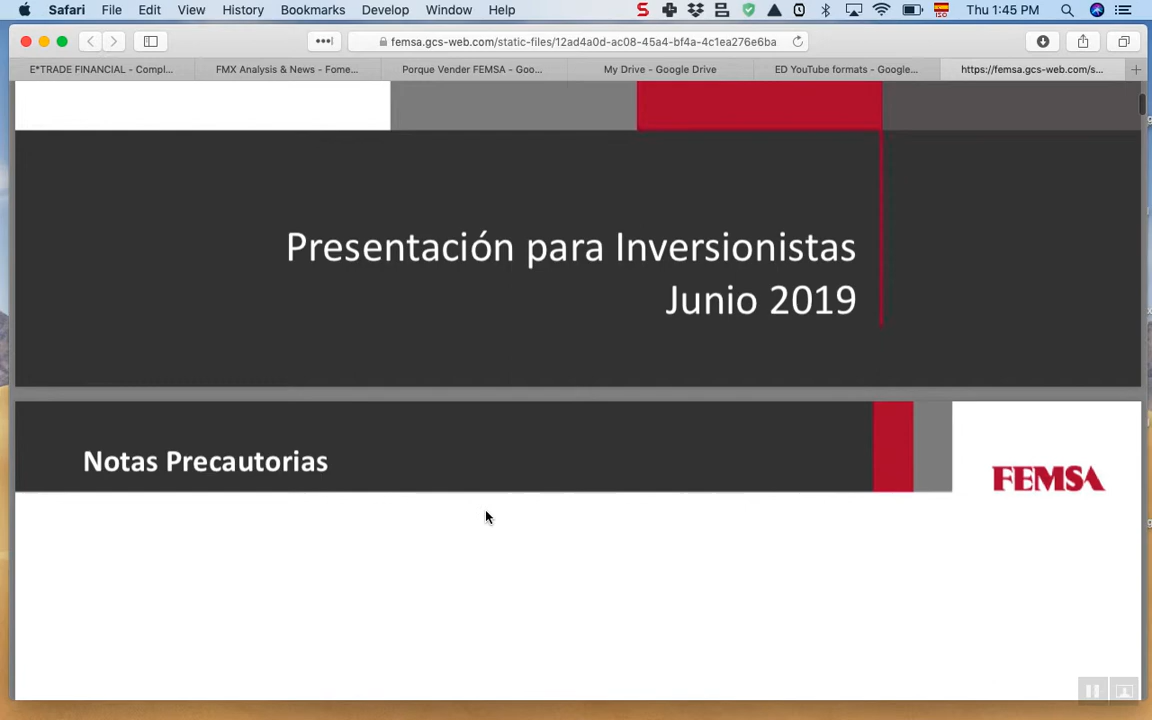 Safari File Edit View History Bookmarks Develop Window Help S ISO Thu 1:45 PM
femsa.gcs-web.com/static-files/12ad4a0d-ac08-45a4-bf4a-4c1ea276e6ba
E*TRADE FINANCIAL - Compl... FMX Analysis & News - Fome... Porque Vender FEMSA - Goo... My Drive - Google Drive ED YouTube formats - Google... https://femsa.gcs-web.com/s...
Presentación para Inversionistas
Junio 2019
Notas Precautorias
FEMSA